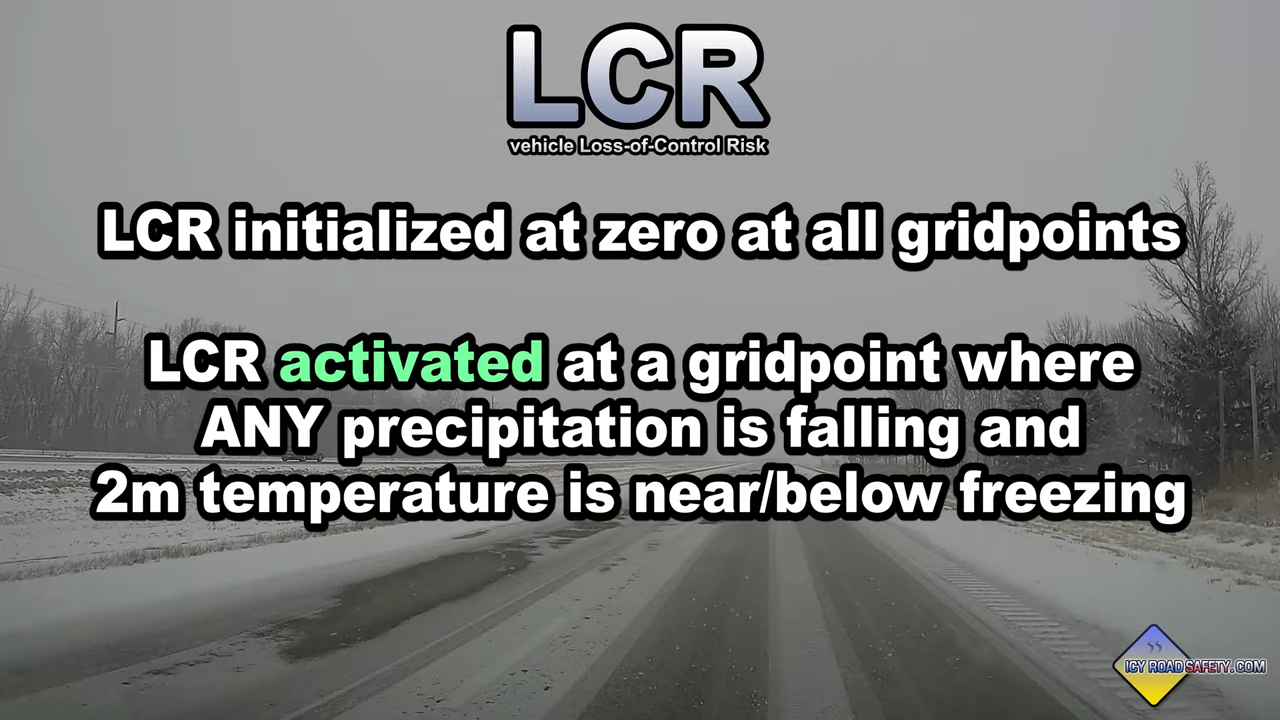 LCR
vehicle Loss-of-Control Risk
LCR initialized at zero at all gridpoints
LCR activated at a gridpoint where
ANY precipitation is falling and
2m temperature is near/below freezing
ICY ROAD SAFETY.COM